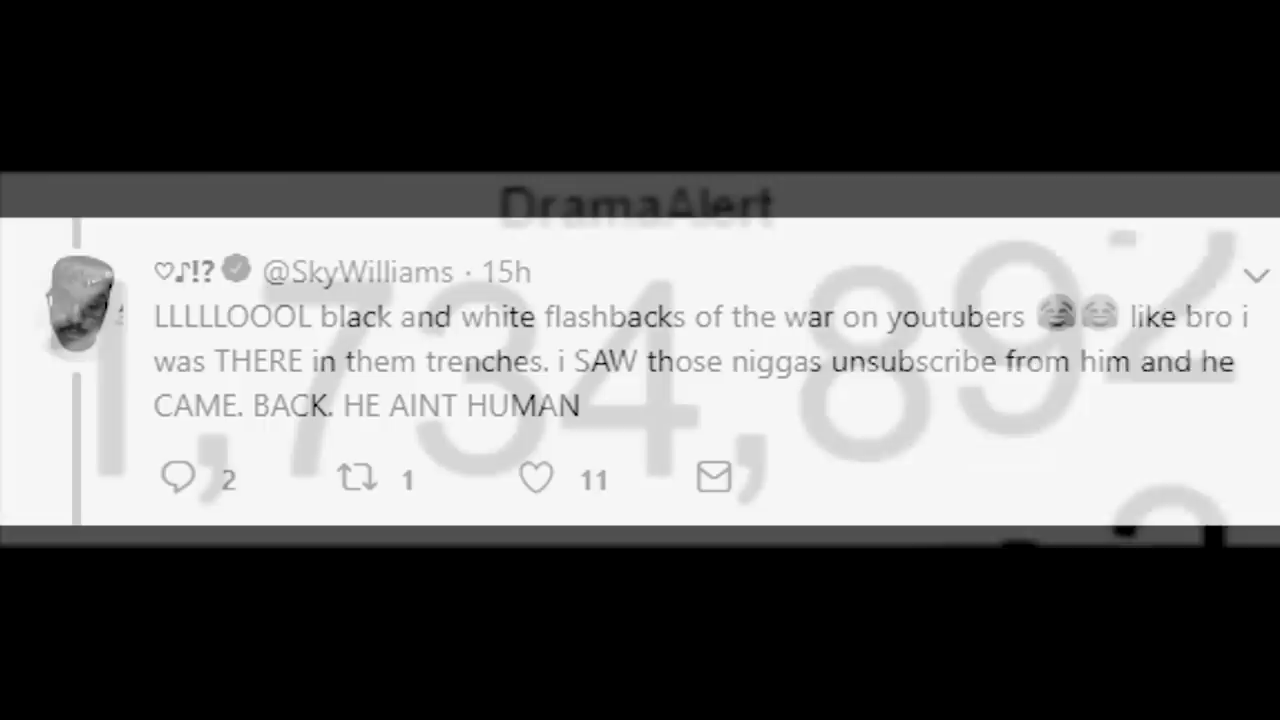 DramaAlert
♡♪!? @SkyWilliams · 15h
LLLLLOOOL black and white flashbacks of the war on youtubers 😂😂 like bro i
was THERE in them trenches. i SAW those niggas unsubscribe from him and he
CAME. BACK. HE AINT HUMAN
1,734,892
2 1 11